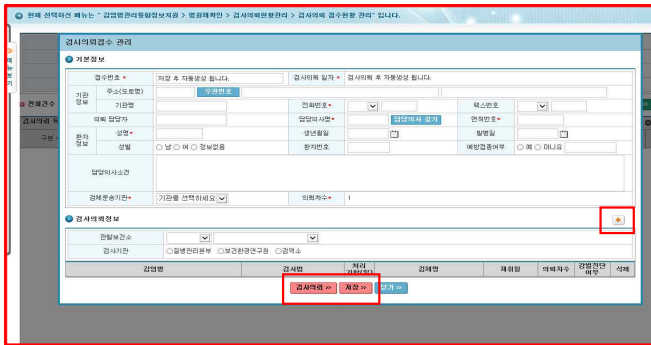 현재 선택하신 메뉴는 " 감염병관리통합정보지원 > 병원체확인 > 검사의뢰현황관리 > 검사의뢰 접수현황 관리" 입니다.
메뉴보기
검사의뢰접수 관리
기본정보
접수번호 * 저장 후 자동생성 됩니다. 검사의뢰 일자 * 검사의뢰 후 자동생성 됩니다.
기관정보 주소(도로명) 우편번호
기관명 전화번호* 팩스번호
의뢰 담당자 담당의사명* 담당의사 찾기 면허번호*
환자정보 성명* 생년월일 발병일
성별 ○ 남 ○ 여 ○ 정보없음 환자번호 예방접종여부 ○ 예 ○ 아니요
담당의사소견
검체운송기관* 기관을 선택하세요 의뢰차수* 1
검사의뢰정보
관할보건소
검사기관 ○질병관리본부 ○보건환경연구원 ○검역소
감염병 검사법 처리기한(일) 검체명 채취일 의뢰차수 감별진단여부 삭제
검사의뢰 » 저장 » 닫기 »
전체건수
구분